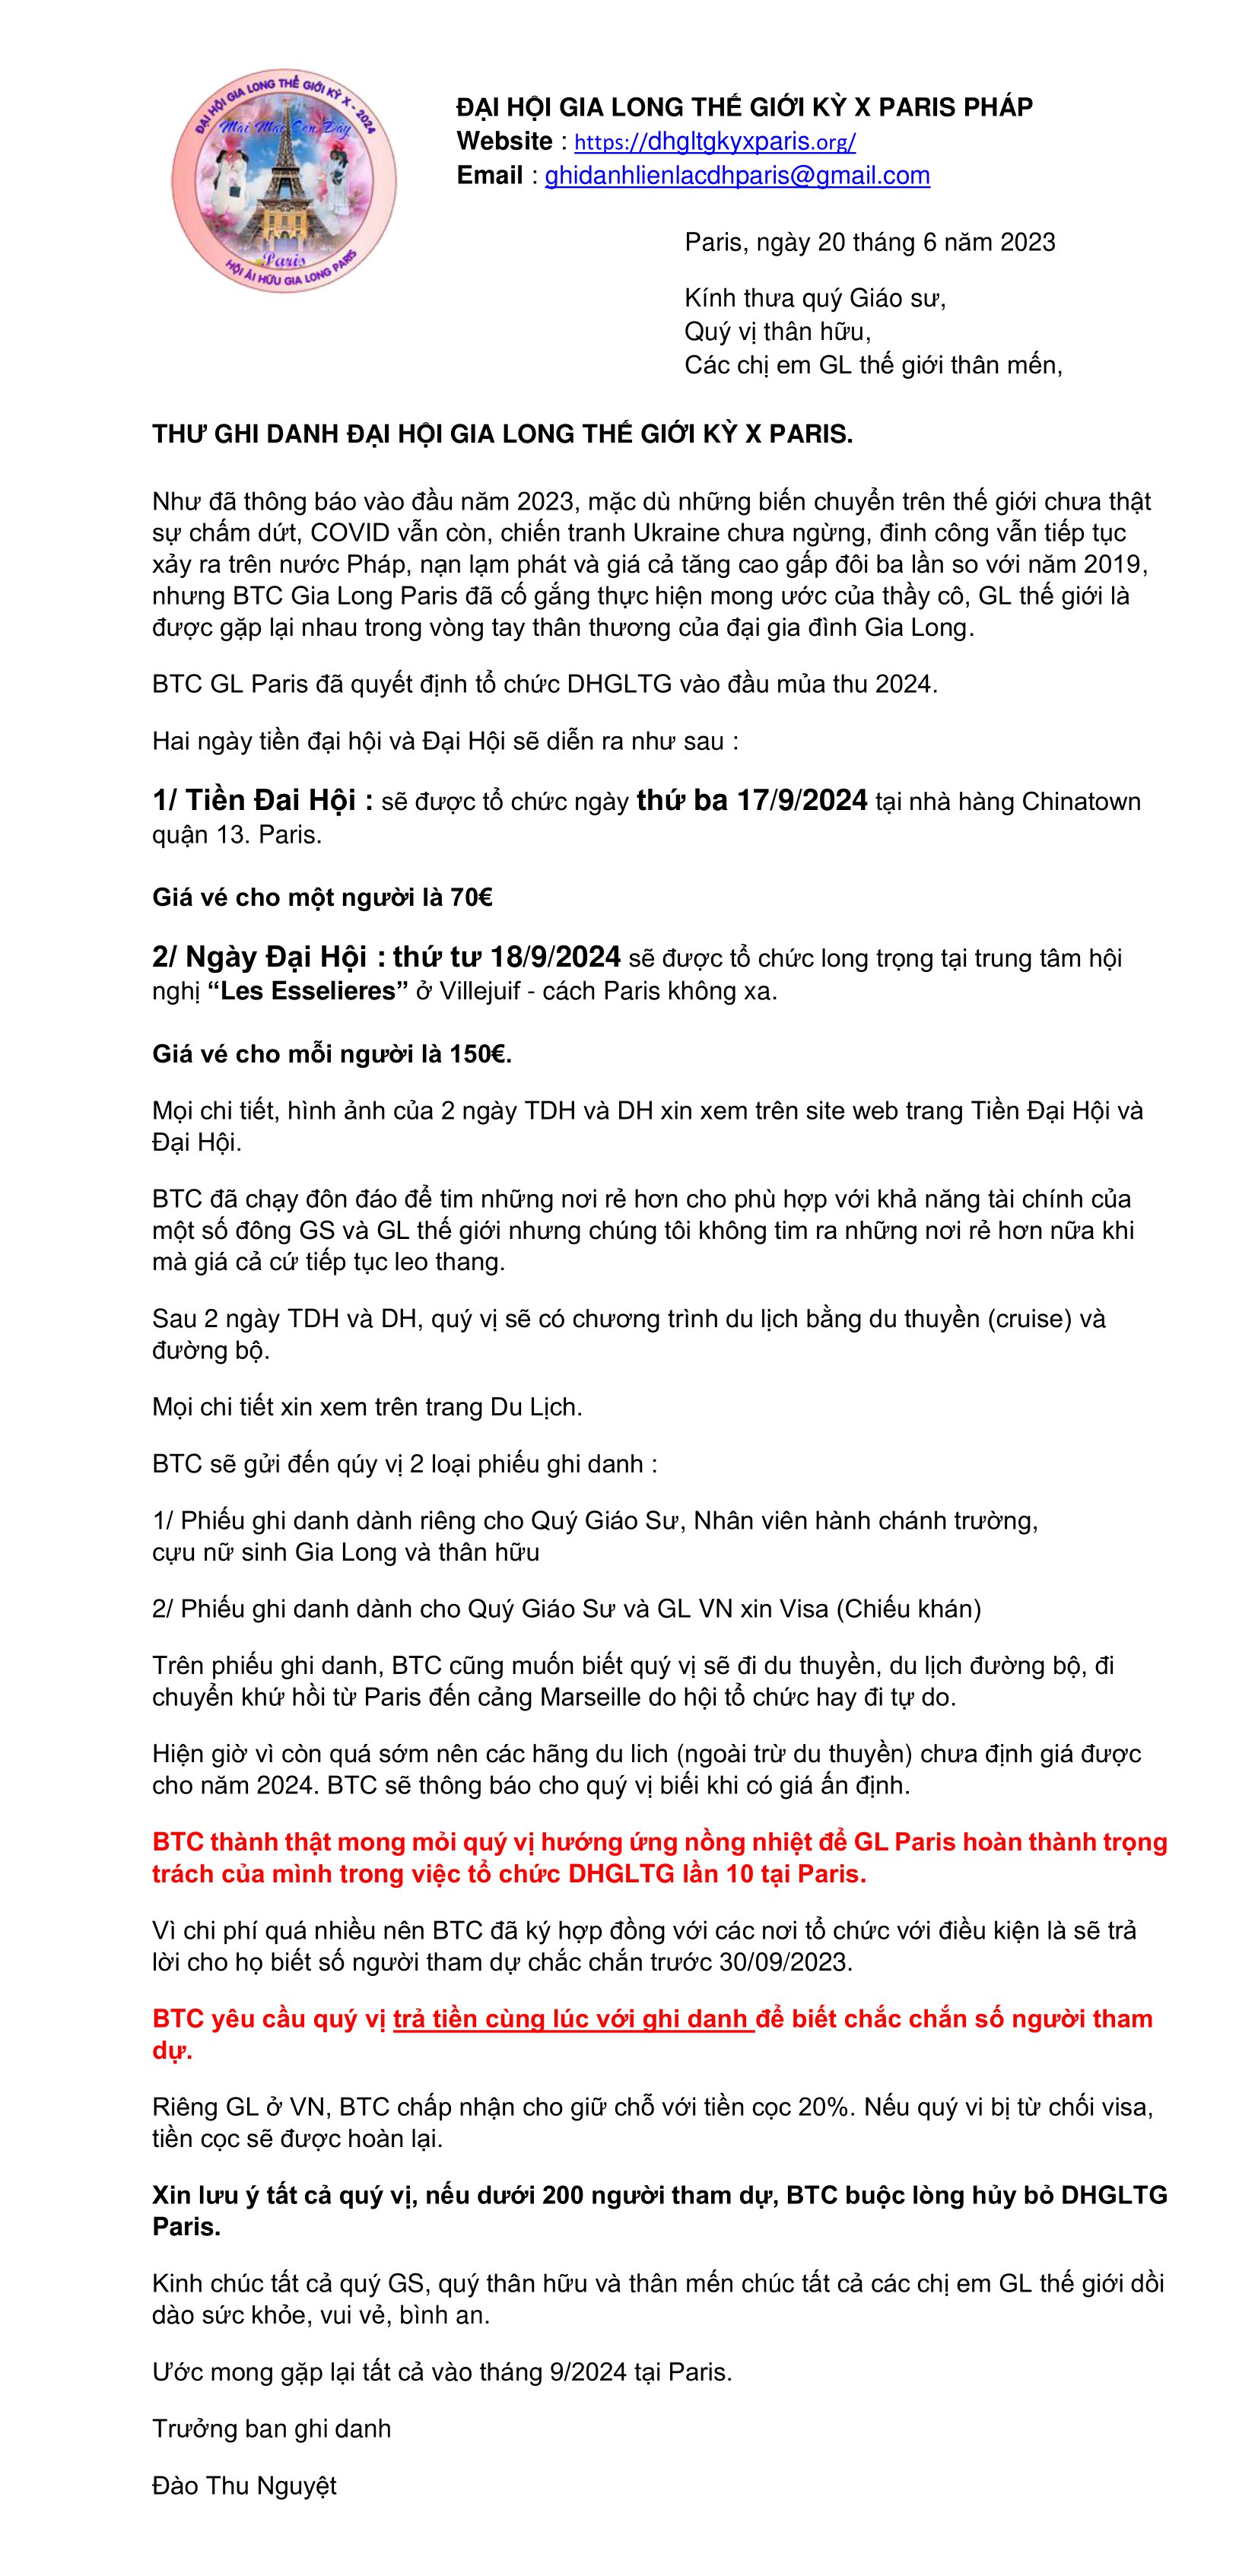 ĐẠI HỘI GIA LONG THẾ GIỚI KỲ X - 2024
Mãi Mãi Còn Đây
Paris
HỘI ÁI HỮU GIA LONG PARIS
ĐẠI HỘI GIA LONG THẾ GIỚI KỲ X PARIS PHÁP
Website : https://dhgltgkyxparis.org/
Email : ghidanhlienlacdhparis@gmail.com
Paris, ngày 20 tháng 6 năm 2023
Kính thưa quý Giáo sư,
Quý vị thân hữu,
Các chị em GL thế giới thân mến,
THƯ GHI DANH ĐẠI HỘI GIA LONG THẾ GIỚI KỲ X PARIS.
Như đã thông báo vào đầu năm 2023, mặc dù những biến chuyển trên thế giới chưa thật
sự chấm dứt, COVID vẫn còn, chiến tranh Ukraine chưa ngừng, đinh công vẫn tiếp tục
xảy ra trên nước Pháp, nạn lạm phát và giá cả tăng cao gấp đôi ba lần so với năm 2019,
nhưng BTC Gia Long Paris đã cố gắng thực hiện mong ước của thầy cô, GL thế giới là
được gặp lại nhau trong vòng tay thân thương của đại gia đình Gia Long.
BTC GL Paris đã quyết định tổ chức DHGLTG vào đầu mủa thu 2024.
Hai ngày tiền đại hội và Đại Hội sẽ diễn ra như sau :
1/ Tiền Đai Hội : sẽ được tổ chức ngày thứ ba 17/9/2024 tại nhà hàng Chinatown
quận 13. Paris.
Giá vé cho một người là 70€
2/ Ngày Đại Hội : thứ tư 18/9/2024 sẽ được tổ chức long trọng tại trung tâm hội
nghị “Les Esselieres” ở Villejuif - cách Paris không xa.
Giá vé cho mỗi người là 150€.
Mọi chi tiết, hình ảnh của 2 ngày TDH và DH xin xem trên site web trang Tiền Đại Hội và
Đại Hội.
BTC đã chạy đôn đáo để tim những nơi rẻ hơn cho phù hợp với khả năng tài chính của
một số đông GS và GL thế giới nhưng chúng tôi không tim ra những nơi rẻ hơn nữa khi
mà giá cả cứ tiếp tục leo thang.
Sau 2 ngày TDH và DH, quý vị sẽ có chương trình du lịch bằng du thuyền (cruise) và
đường bộ.
Mọi chi tiết xin xem trên trang Du Lịch.
BTC sẽ gửi đến qúy vị 2 loại phiếu ghi danh :
1/ Phiếu ghi danh dành riêng cho Quý Giáo Sư, Nhân viên hành chánh trường,
cựu nữ sinh Gia Long và thân hữu
2/ Phiếu ghi danh dành cho Quý Giáo Sư và GL VN xin Visa (Chiếu khán)
Trên phiếu ghi danh, BTC cũng muốn biết quý vị sẽ đi du thuyền, du lịch đường bộ, đi
chuyển khứ hồi từ Paris đến cảng Marseille do hội tổ chức hay đi tự do.
Hiện giờ vì còn quá sớm nên các hãng du lich (ngoài trừ du thuyền) chưa định giá được
cho năm 2024. BTC sẽ thông báo cho quý vị biếi khi có giá ấn định.
BTC thành thật mong mỏi quý vị hướng ứng nồng nhiệt để GL Paris hoàn thành trọng
trách của mình trong việc tổ chức DHGLTG lần 10 tại Paris.
Vì chi phí quá nhiều nên BTC đã ký hợp đồng với các nơi tổ chức với điều kiện là sẽ trả
lời cho họ biết số người tham dự chắc chắn trước 30/09/2023.
BTC yêu cầu quý vị trả tiền cùng lúc với ghi danh để biết chắc chắn số người tham
dự.
Riêng GL ở VN, BTC chấp nhận cho giữ chỗ với tiền cọc 20%. Nếu quý vi bị từ chối visa,
tiền cọc sẽ được hoàn lại.
Xin lưu ý tất cả quý vị, nếu dưới 200 người tham dự, BTC buộc lòng hủy bỏ DHGLTG
Paris.
Kinh chúc tất cả quý GS, quý thân hữu và thân mến chúc tất cả các chị em GL thế giới dồi
dào sức khỏe, vui vẻ, bình an.
Ước mong gặp lại tất cả vào tháng 9/2024 tại Paris.
Trưởng ban ghi danh
Đào Thu Nguyệt